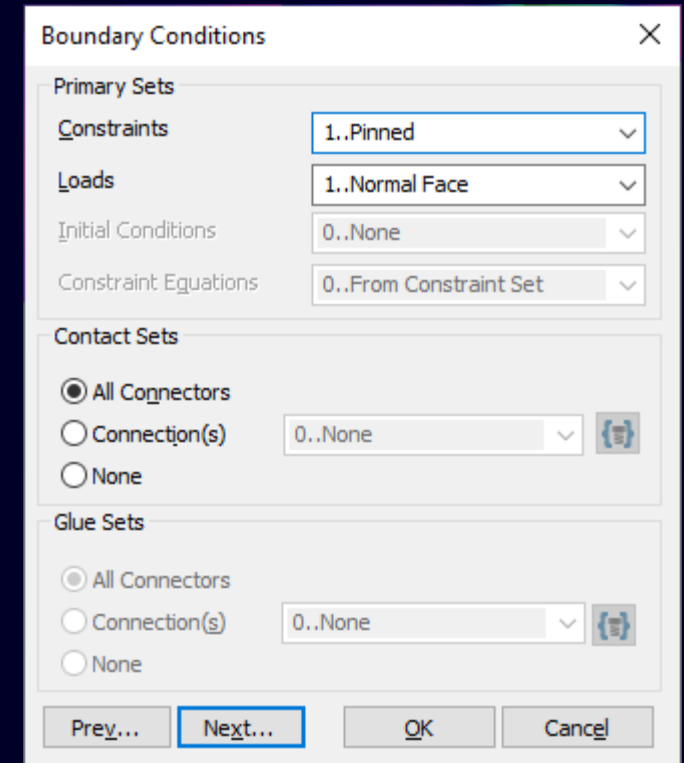 Boundary Conditions
Primary Sets
Constraints 1..Pinned
Loads 1..Normal Face
Initial Conditions 0..None
Constraint Equations 0..From Constraint Set
Contact Sets
All Connectors
Connection(s) 0..None
None
Glue Sets
All Connectors
Connection(s) 0..None
None
Prev... Next... OK Cancel